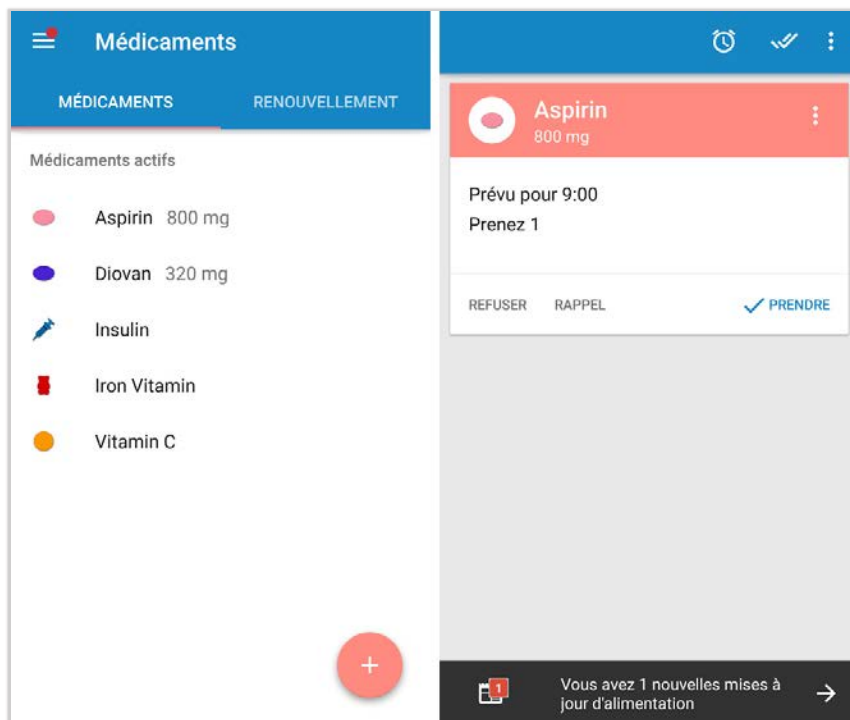 Médicaments
MÉDICAMENTS RENOUVELLEMENT
Médicaments actifs
Aspirin 800 mg
Diovan 320 mg
Insulin
Iron Vitamin
Vitamin C
+
Aspirin
800 mg
Prévu pour 9:00
Prenez 1
REFUSER RAPPEL PRENDRE
1
Vous avez 1 nouvelles mises à
jour d'alimentation